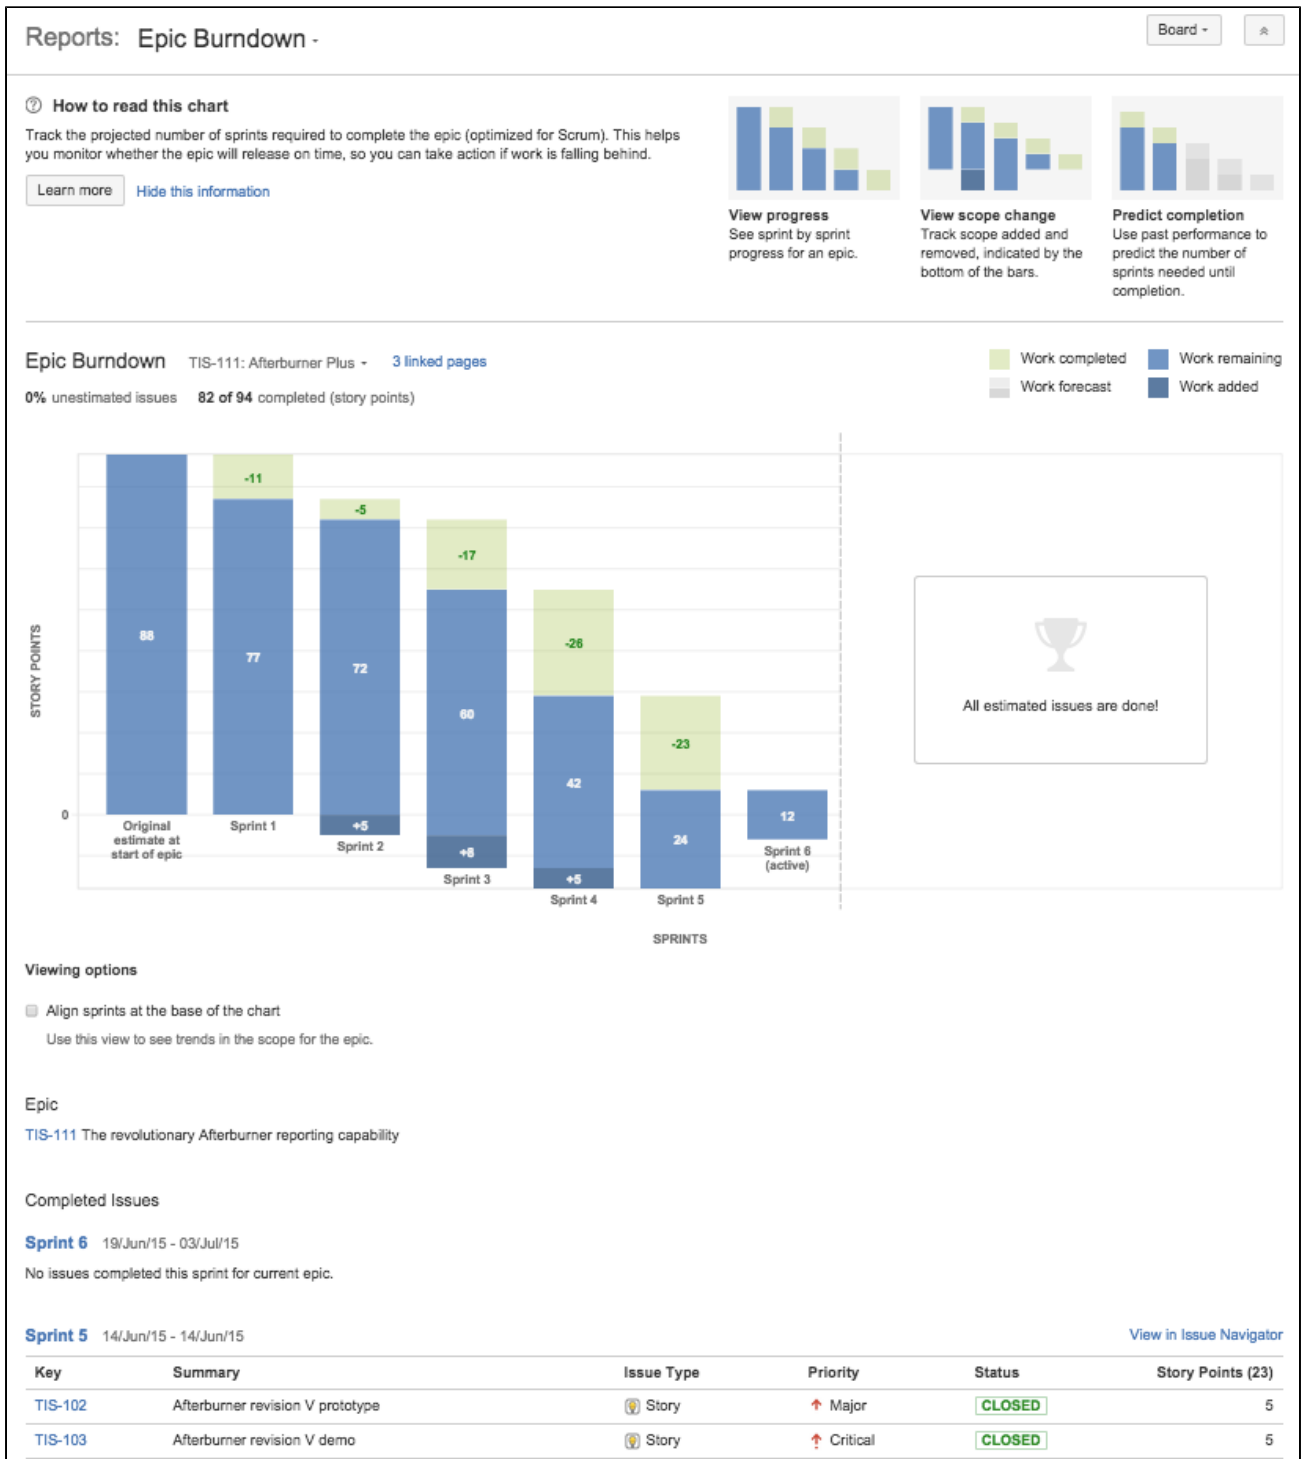 Reports: Epic Burndown
Board
How to read this chart
Track the projected number of sprints required to complete the epic (optimized for Scrum). This helps
you monitor whether the epic will release on time, so you can take action if work is falling behind.
Learn more Hide this information
View progress
See sprint by sprint
progress for an epic.
View scope change
Track scope added and
removed, indicated by the
bottom of the bars.
Predict completion
Use past performance to
predict the number of
sprints needed until
completion.
Epic Burndown TIS-111: Afterburner Plus 3 linked pages
0% unestimated issues 82 of 94 completed (story points)
Work completed Work remaining
Work forecast Work added
STORY POINTS
0
88
-11
77
-5
72
+5
-17
60
+8
-26
42
+5
-23
24
12
Original
estimate at
start of epic
Sprint 1
Sprint 2
Sprint 3
Sprint 4
Sprint 5
Sprint 6
(active)
All estimated issues are done!
SPRINTS
Viewing options
Align sprints at the base of the chart
Use this view to see trends in the scope for the epic.
Epic
TIS-111 The revolutionary Afterburner reporting capability
Completed Issues
Sprint 6 19/Jun/15 - 03/Jul/15
No issues completed this sprint for current epic.
Sprint 5 14/Jun/15 - 14/Jun/15 View in Issue Navigator
Key Summary Issue Type Priority Status Story Points (23)
TIS-102 Afterburner revision V prototype Story Major CLOSED 5
TIS-103 Afterburner revision V demo Story Critical CLOSED 5